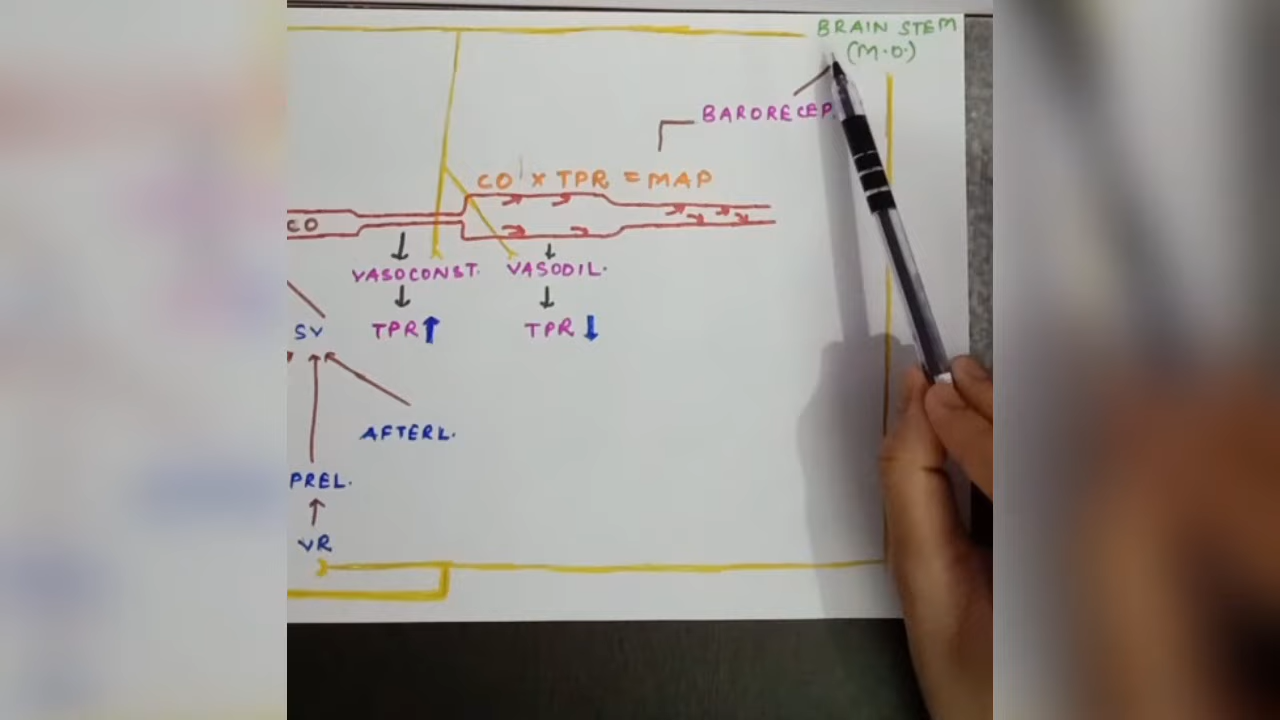 BRAIN STEM
(M.O.)
BARORECEP.
CO x TPR = MAP
CO
VASOCONST. VASODIL.
SV TPR TPR
AFTERL.
PREL.
VR